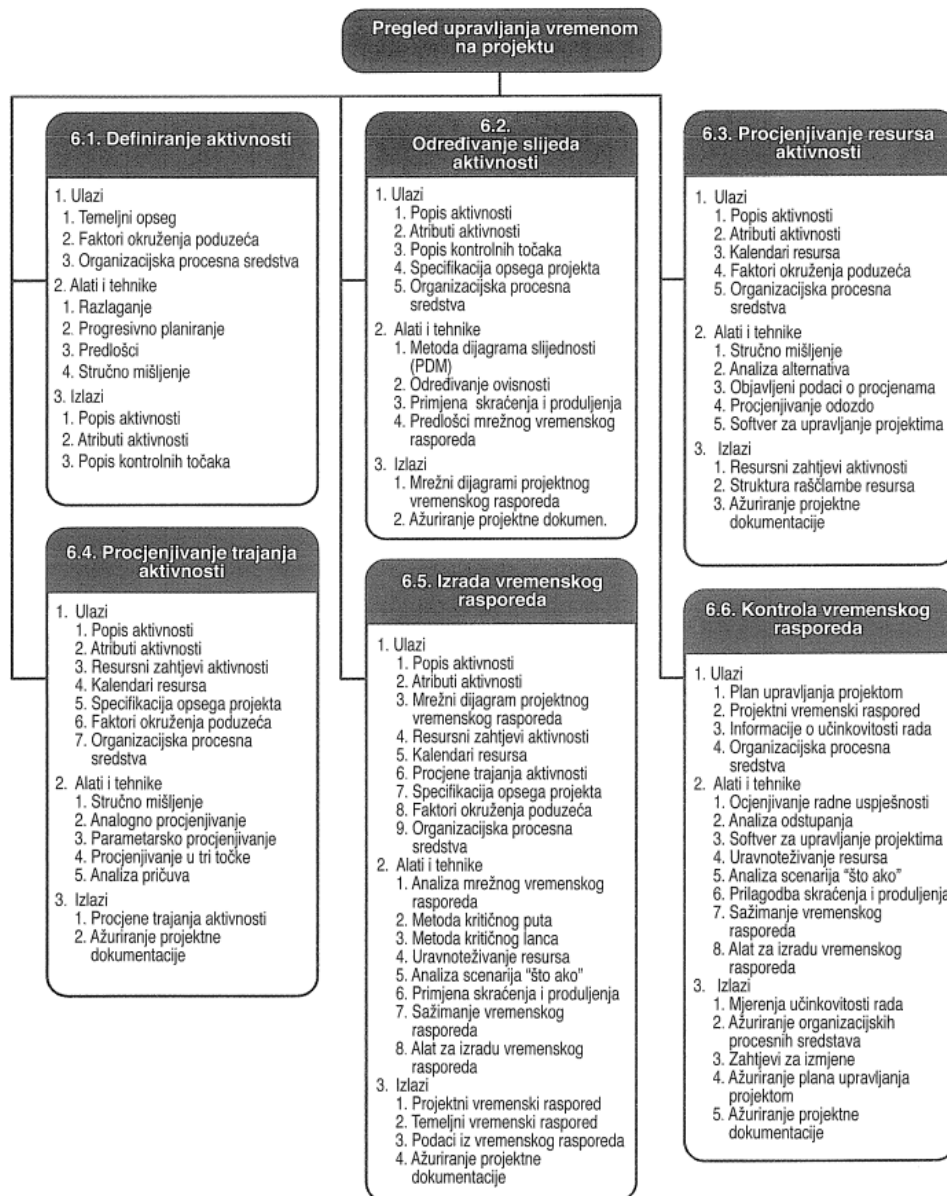 Pregled upravljanja vremenom
na projektu
6.1. Definiranje aktivnosti
1. Ulazi
1. Temeljni opseg
2. Faktori okruženja poduzeća
3. Organizacijska procesna sredstva
2. Alati i tehnike
1. Razlaganje
2. Progresivno planiranje
3. Predlošci
4. Stručno mišljenje
3. Izlazi
1. Popis aktivnosti
2. Atributi aktivnosti
3. Popis kontrolnih točaka
6.2.
Određivanje slijeda
aktivnosti
1. Ulazi
1. Popis aktivnosti
2. Atributi aktivnosti
3. Popis kontrolnih točaka
4. Specifikacija opsega projekta
5. Organizacijska procesna
sredstva
2. Alati i tehnike
1. Metoda dijagrama slijednosti
(PDM)
2. Određivanje ovisnosti
3. Primjena skraćenja i produljenja
4. Predlošci mrežnog vremenskog
rasporeda
3. Izlazi
1. Mrežni dijagrami projektnog
vremenskog rasporeda
2. Ažuriranje projektne dokumen.
6.3. Procjenjivanje resursa
aktivnosti
1. Ulazi
1. Popis aktivnosti
2. Atributi aktivnosti
3. Kalendari resursa
4. Faktori okruženja poduzeća
5. Organizacijska procesna
sredstva
2. Alati i tehnike
1. Stručno mišljenje
2. Analiza alternativa
3. Objavljeni podaci o procjenama
4. Procjenjivanje odozdo
5. Softver za upravljanje projektima
3. Izlazi
1. Resursni zahtjevi aktivnosti
2. Struktura raščlambe resursa
3. Ažuriranje projektne
dokumentacije
6.4. Procjenjivanje trajanja
aktivnosti
1. Ulazi
1. Popis aktivnosti
2. Atributi aktivnosti
3. Resursni zahtjevi aktivnosti
4. Kalendari resursa
5. Specifikacija opsega projekta
6. Faktori okruženja poduzeća
7. Organizacijska procesna
sredstva
2. Alati i tehnike
1. Stručno mišljenje
2. Analogno procjenjivanje
3. Parametarsko procjenjivanje
4. Procjenjivanje u tri točke
5. Analiza pričuva
3. Izlazi
1. Procjene trajanja aktivnosti
2. Ažuriranje projektne
dokumentacije
6.5. Izrada vremenskog
rasporeda
1. Ulazi
1. Popis aktivnosti
2. Atributi aktivnosti
3. Mrežni dijagram projektnog
vremenskog rasporeda
4. Resursni zahtjevi aktivnosti
5. Kalendari resursa
6. Procjene trajanja aktivnosti
7. Specifikacija opsega projekta
8. Faktori okruženja poduzeća
9. Organizacijska procesna
sredstva
2. Alati i tehnike
1. Analiza mrežnog vremenskog
rasporeda
2. Metoda kritičnog puta
3. Metoda kritičnog lanca
4. Uravnoteživanje resursa
5. Analiza scenarija "što ako"
6. Primjena skraćenja i produljenja
7. Sažimanje vremenskog
rasporeda
8. Alat za izradu vremenskog
rasporeda
3. Izlazi
1. Projektni vremenski raspored
2. Temeljni vremenski raspored
3. Podaci iz vremenskog rasporeda
4. Ažuriranje projektne
dokumentacije
6.6. Kontrola vremenskog
rasporeda
1. Ulazi
1. Plan upravljanja projektom
2. Projektni vremenski raspored
3. Informacije o učinkovitosti rada
4. Organizacijska procesna
sredstva
2. Alati i tehnike
1. Ocjenjivanje radne uspješnosti
2. Analiza odstupanja
3. Softver za upravljanje projektima
4. Uravnoteživanje resursa
5. Analiza scenarija "što ako"
6. Prilagodba skraćenja i produljenja
7. Sažimanje vremenskog
rasporeda
8. Alat za izradu vremenskog
rasporeda
3. Izlazi
1. Mjerenja učinkovitosti rada
2. Ažuriranje organizacijskih
procesnih sredstava
3. Zahtjevi za izmjene
4. Ažuriranje plana upravljanja
projektom
5. Ažuriranje projektne
dokumentacije